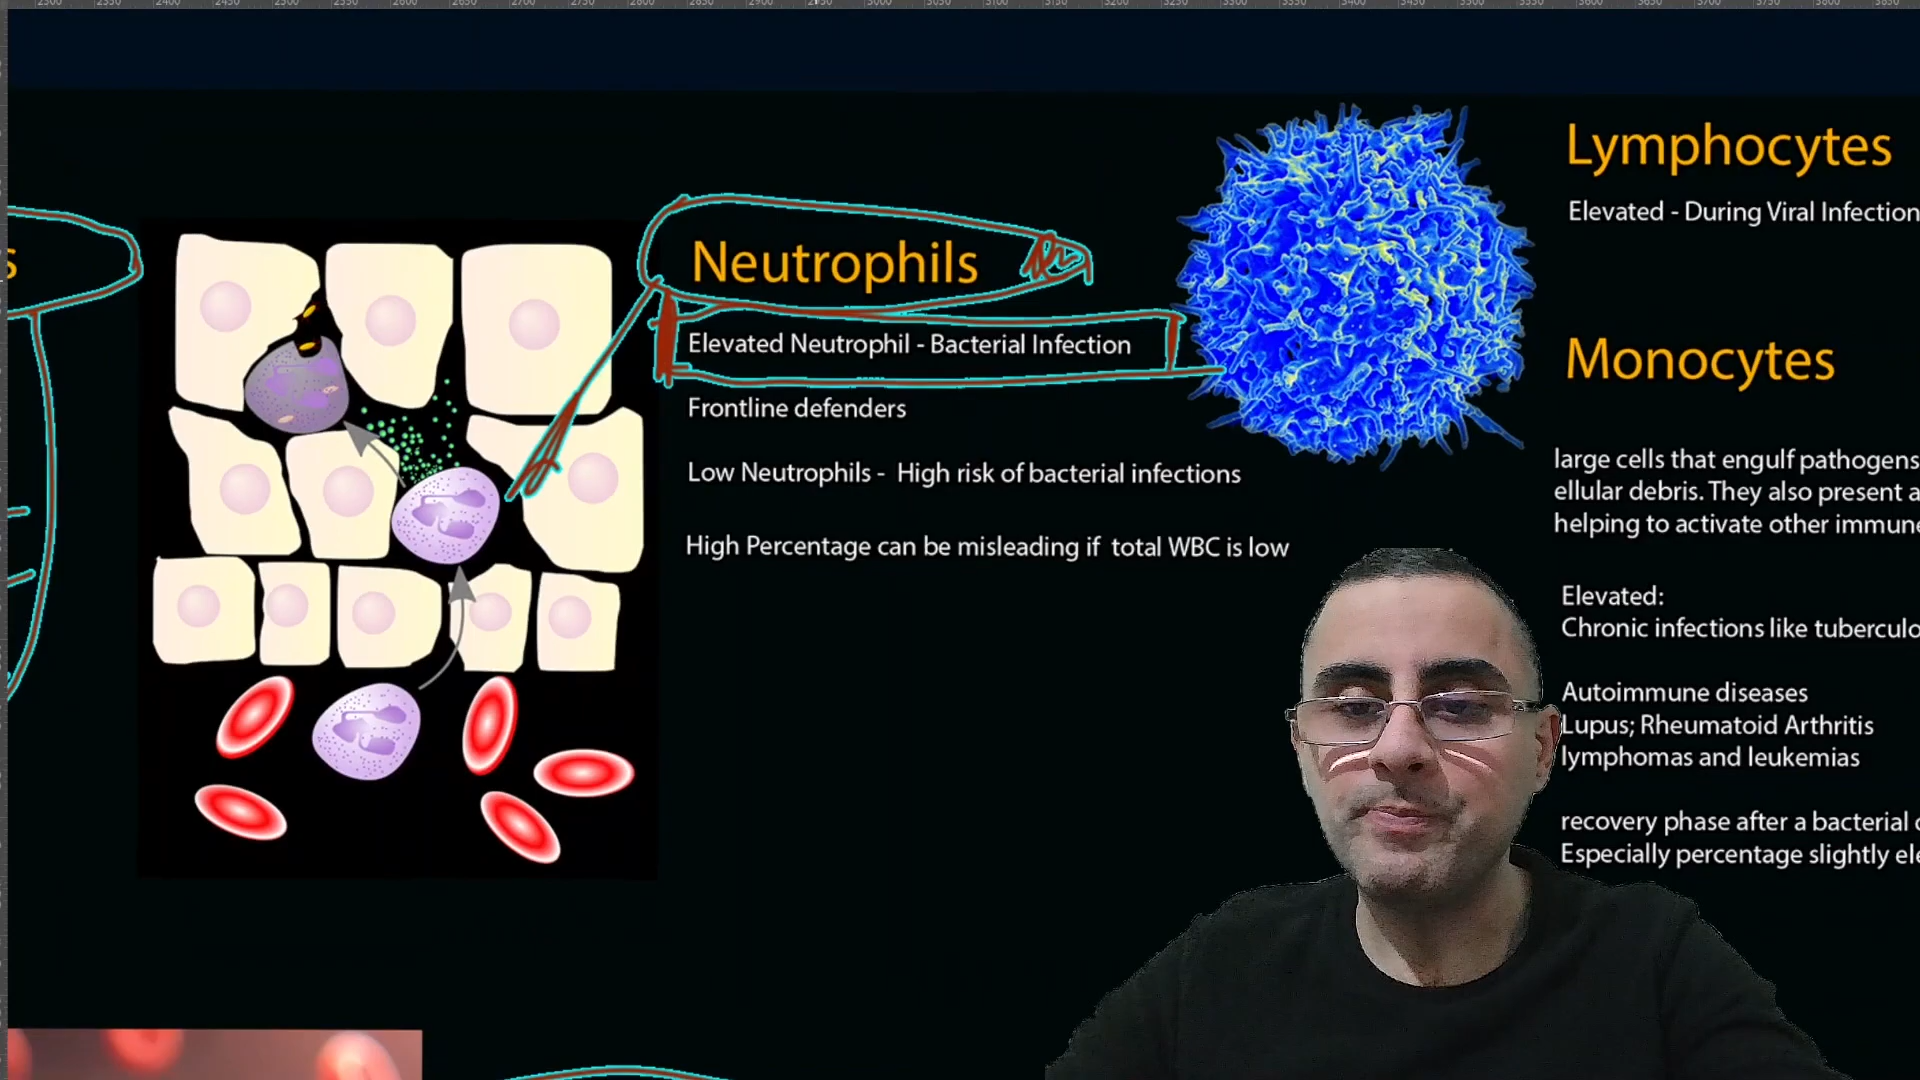 Neutrophils
Elevated Neutrophil - Bacterial Infection
Frontline defenders
Low Neutrophils - High risk of bacterial infections
High Percentage can be misleading if total WBC is low
Lymphocytes
Elevated - During Viral Infection
Monocytes
large cells that engulf pathogens
ellular debris. They also present a
helping to activate other immune
Elevated:
Chronic infections like tuberculo
Autoimmune diseases
Lupus; Rheumatoid Arthritis
lymphomas and leukemias
recovery phase after a bacterial
Especially percentage slightly ele